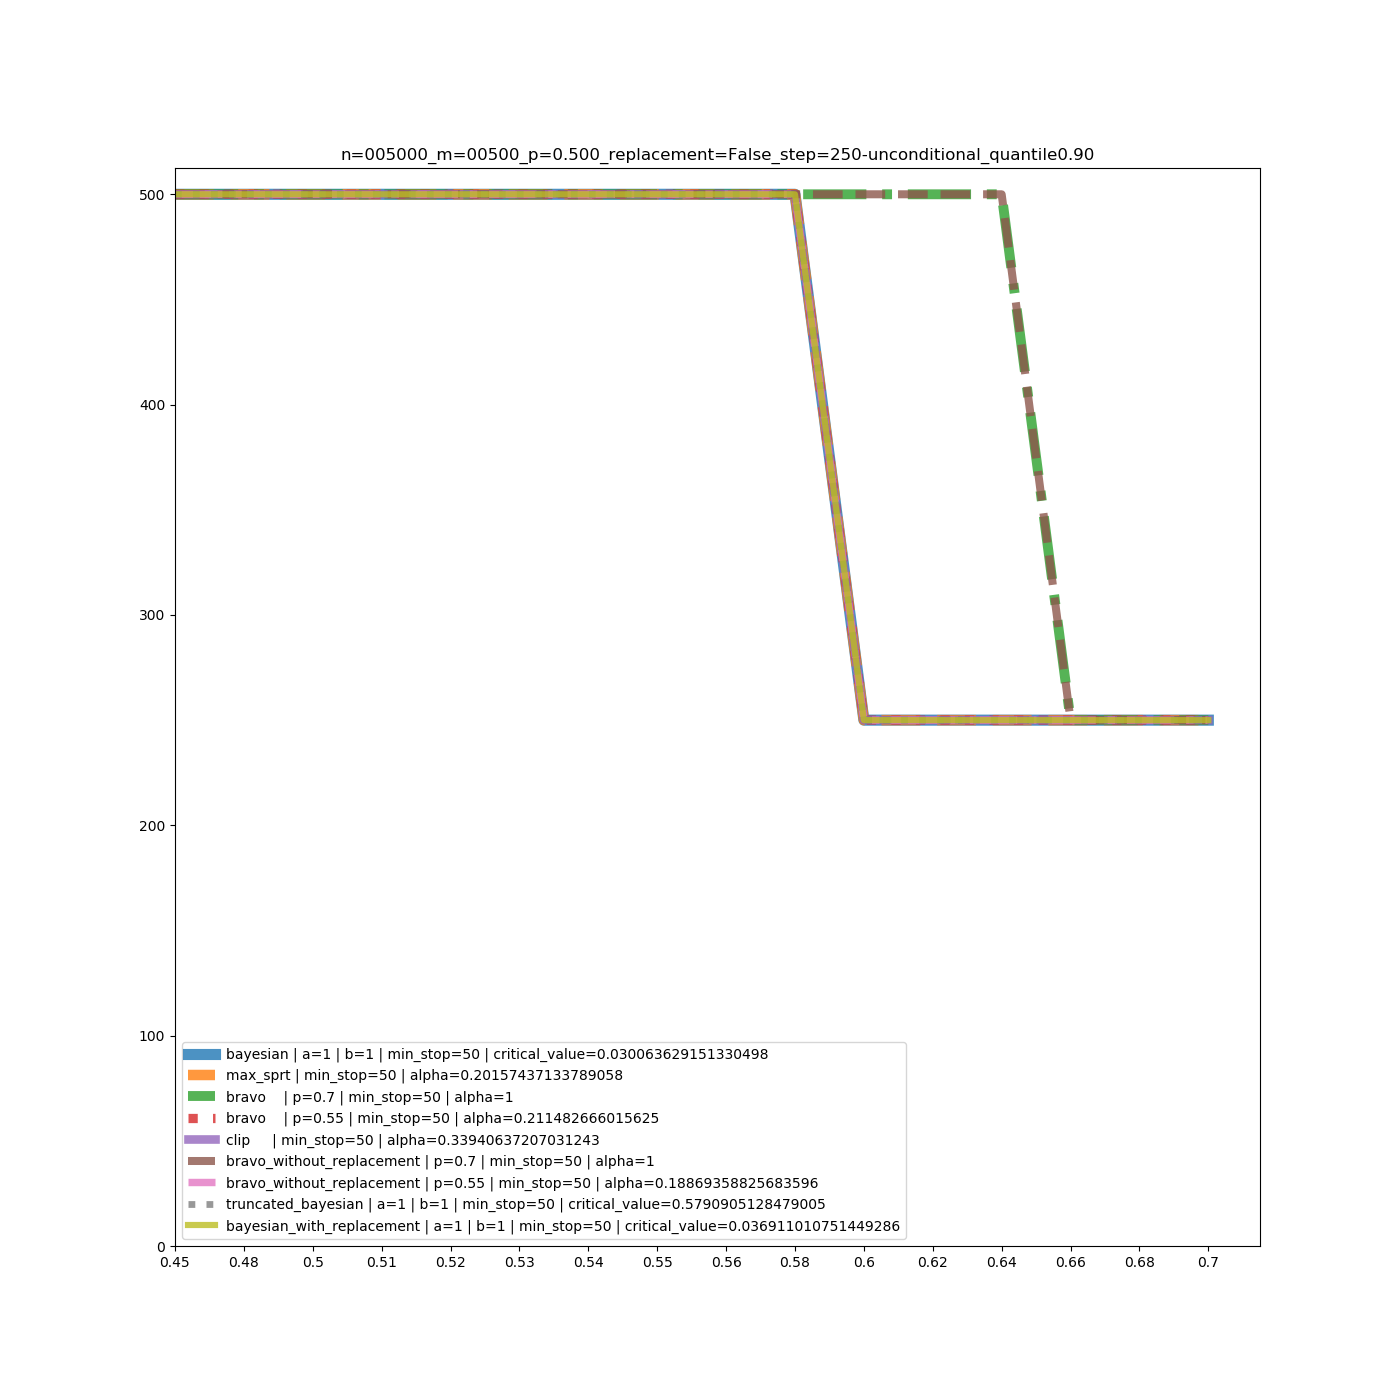 n=005000_m=00500_p=0.500_replacement=False_step=250-unconditional_quantile0.90
500
400
300
200
100
0
bayesian | a=1 | b=1 | min_stop=50 | critical_value=0.030063629151330498
max_sprt | min_stop=50 | alpha=0.20157437133789058
bravo | p=0.7 | min_stop=50 | alpha=1
bravo | p=0.55 | min_stop=50 | alpha=0.211482666015625
clip | min_stop=50 | alpha=0.33940637207031243
bravo_without_replacement | p=0.7 | min_stop=50 | alpha=1
bravo_without_replacement | p=0.55 | min_stop=50 | alpha=0.18869358825683596
truncated_bayesian | a=1 | b=1 | min_stop=50 | critical_value=0.5790905128479005
bayesian_with_replacement | a=1 | b=1 | min_stop=50 | critical_value=0.036911010751449286
0.45 0.48 0.5 0.51 0.52 0.53 0.54 0.55 0.56 0.58 0.6 0.62 0.64 0.66 0.68 0.7